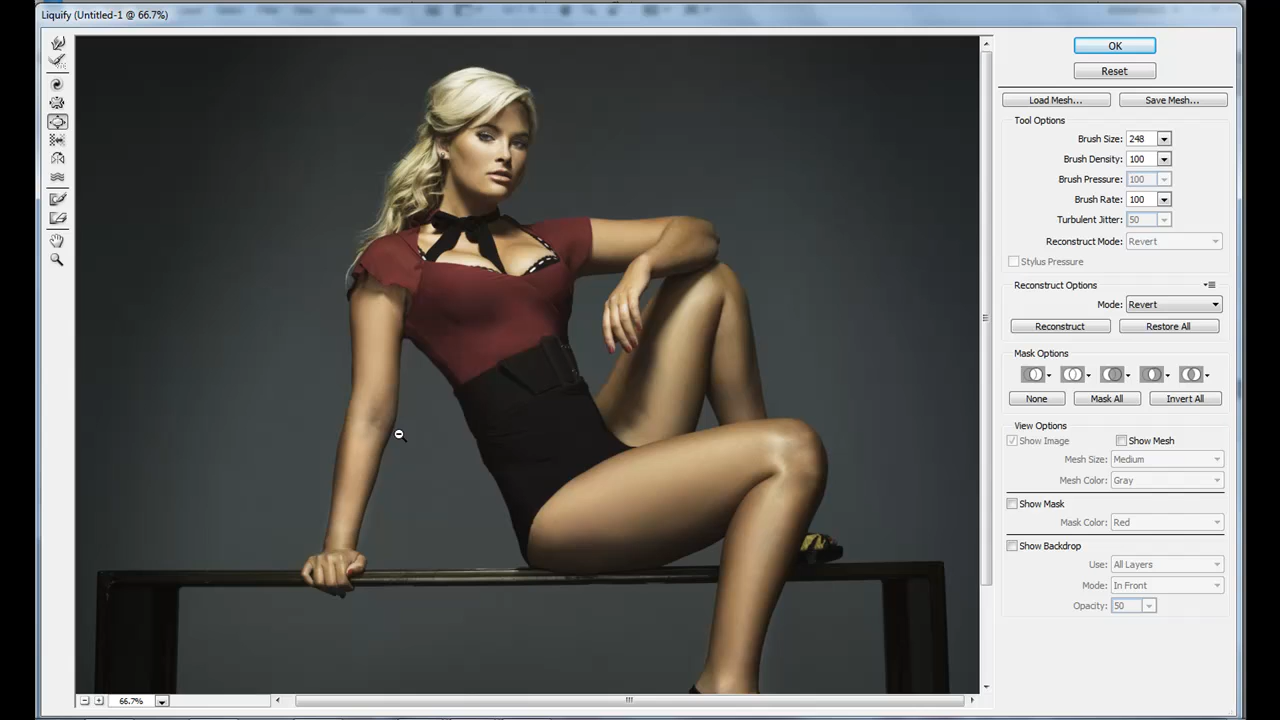 Liquify (Untitled-1 @ 66.7%)
OK
Reset
Load Mesh... Save Mesh...
Tool Options
Brush Size: 248
Brush Density: 100
Brush Pressure: 100
Brush Rate: 100
Turbulent Jitter: 50
Reconstruct Mode: Revert
Stylus Pressure
Reconstruct Options
Mode: Revert
Reconstruct Restore All
Mask Options
None Mask All Invert All
View Options
Show Image Show Mesh
Mesh Size: Medium
Mesh Color: Gray
Show Mask
Mask Color: Red
Show Backdrop
Use: All Layers
Mode: In Front
Opacity: 50
66.7%